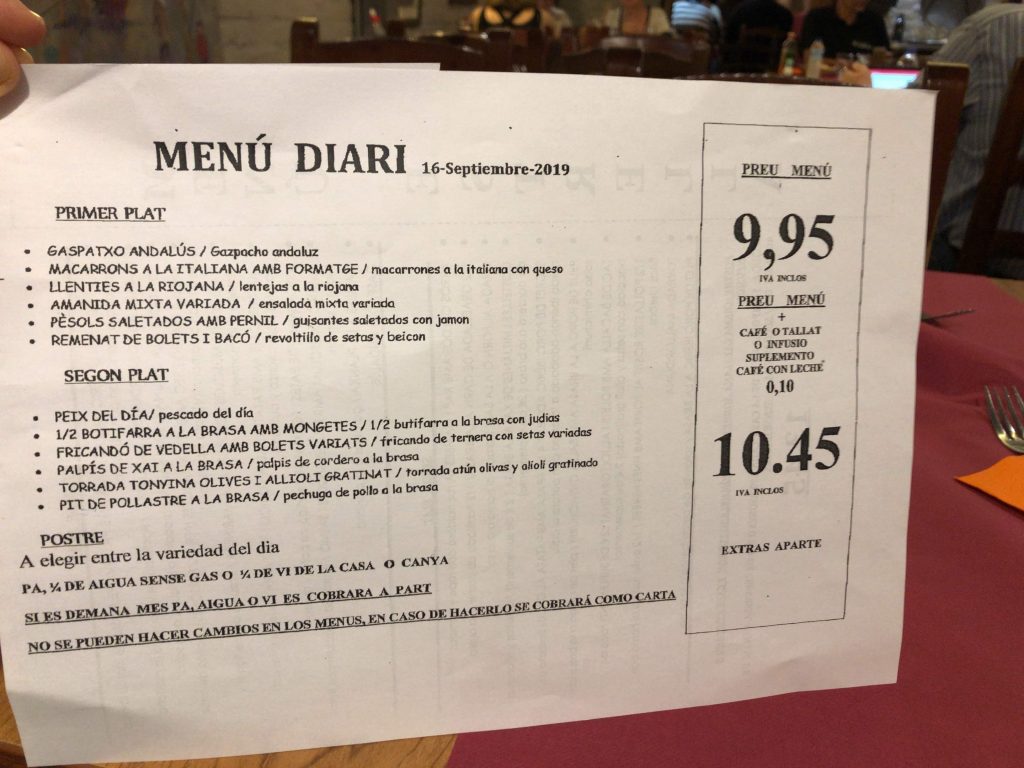 MENÚ DIARI 16-Septiembre-2019
PRIMER PLAT
• GASPATXO ANDALÚS / Gazpacho andaluz
• MACARRONS A LA ITALIANA AMB FORMATGE / macarrones a la italiana con queso
• LLENTIES A LA RIOJANA / lentejas a la riojana
• AMANIDA MIXTA VARIADA / ensalada mixta variada
• PÈSOLS SALETADOS AMB PERNIL / guisantes saletados con jamon
• REMENAT DE BOLETS I BACÓ / revoltillo de setas y beicon
SEGON PLAT
• PEIX DEL DÍA/ pescado del día
• 1/2 BOTIFARRA A LA BRASA AMB MONGETES / 1/2 butifarra a la brasa con judias
• FRICANDÓ DE VEDELLA AMB BOLETS VARIATS / fricando de ternera con setas variadas
• PALPÍS DE XAI A LA BRASA / palpis de cordero a la brasa
• TORRADA TONYINA OLIVES I ALLIOLI GRATINAT / torrada atún olivas y alioli gratinado
• PIT DE POLLASTRE A LA BRASA / pechuga de pollo a la brasa
POSTRE
A elegir entre la variedad del dia
PA, ¼ DE AIGUA SENSE GAS O ¼ DE VI DE LA CASA O CANYA
SI ES DEMANA MES PA, AIGUA O VI ES COBRARA A PART
NO SE PUEDEN HACER CAMBIOS EN LOS MENUS, EN CASO DE HACERLO SE COBRARÁ COMO CARTA
PREU MENÚ
9,95
IVA INCLOS
PREU MENÚ
+
CAFÉ O TALLAT
O INFUSIO
SUPLEMENTO
CAFÉ CON LECHE
0,10
10.45
IVA INCLOS
EXTRAS APARTE